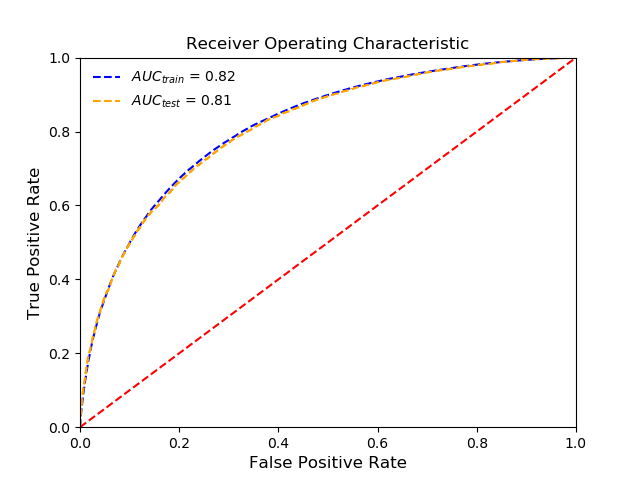 Receiver Operating Characteristic
AUCtrain = 0.82
AUCtest = 0.81
True Positive Rate
1.0
0.8
0.6
0.4
0.2
0.0
0.0 0.2 0.4 0.6 0.8 1.0
False Positive Rate